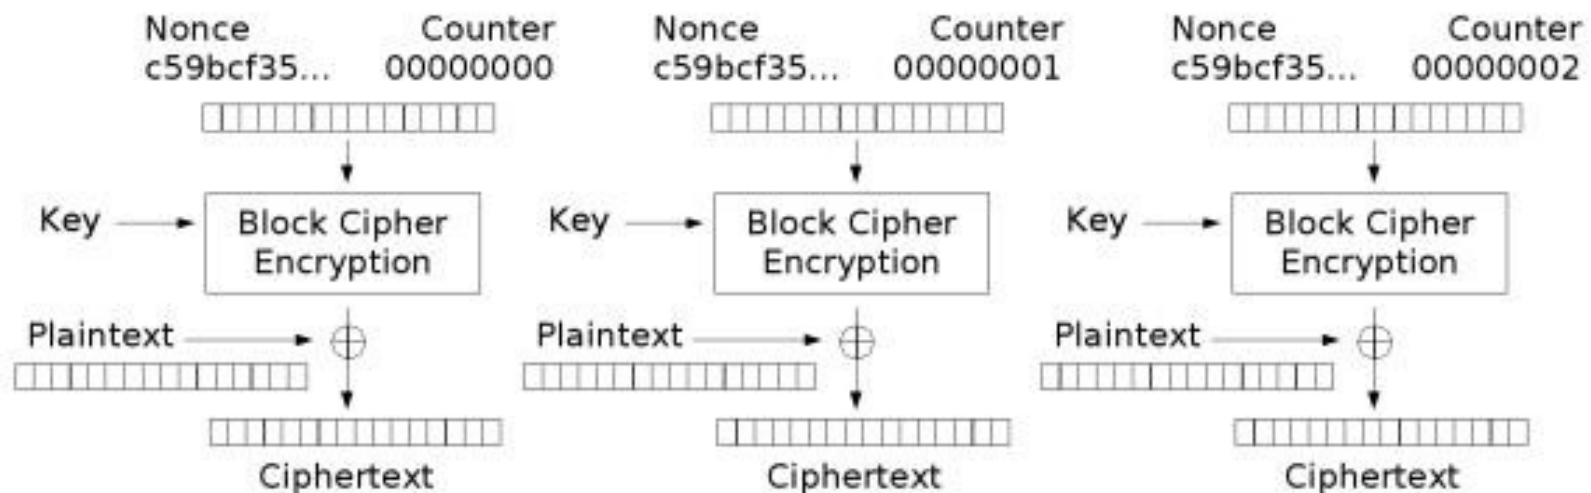 Nonce Counter Nonce Counter Nonce Counter
c59bcf35... 00000000 c59bcf35... 00000001 c59bcf35... 00000002
Key Block Cipher Key Block Cipher Key Block Cipher
Encryption Encryption Encryption
Plaintext Plaintext Plaintext
Ciphertext Ciphertext Ciphertext